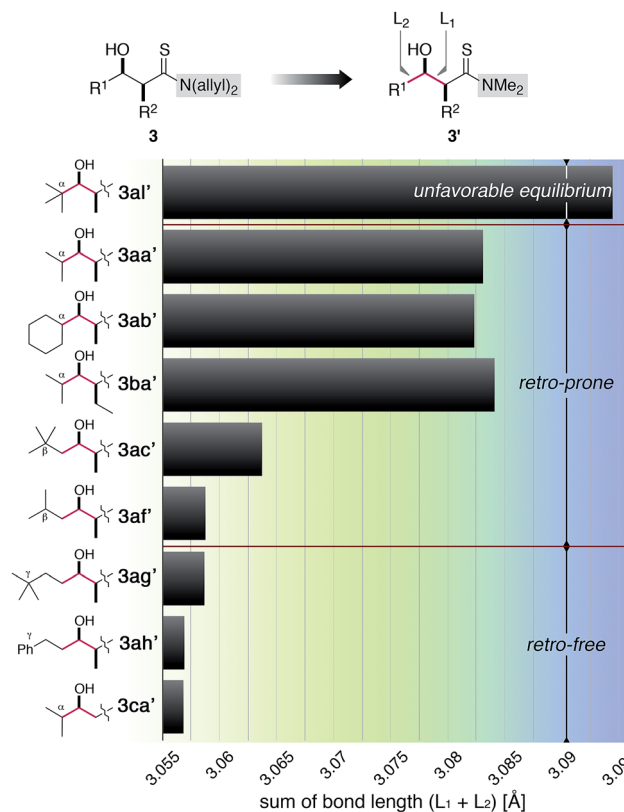 L2 L1
HO S HO S
R1 N(allyl)2 R1 NMe2
R2 R2
3 3'
OH
α 3al' unfavorable equilibrium
OH
α 3aa'
OH
α 3ab'
OH
α 3ba' retro-prone
OH
β 3ac'
OH
β 3af'
OH
γ 3ag'
OH
γ
Ph 3ah' retro-free
OH
α 3ca'
3.055 3.06 3.065 3.07 3.075 3.08 3.085 3.09 3.09
sum of bond length (L1 + L2) [Å]